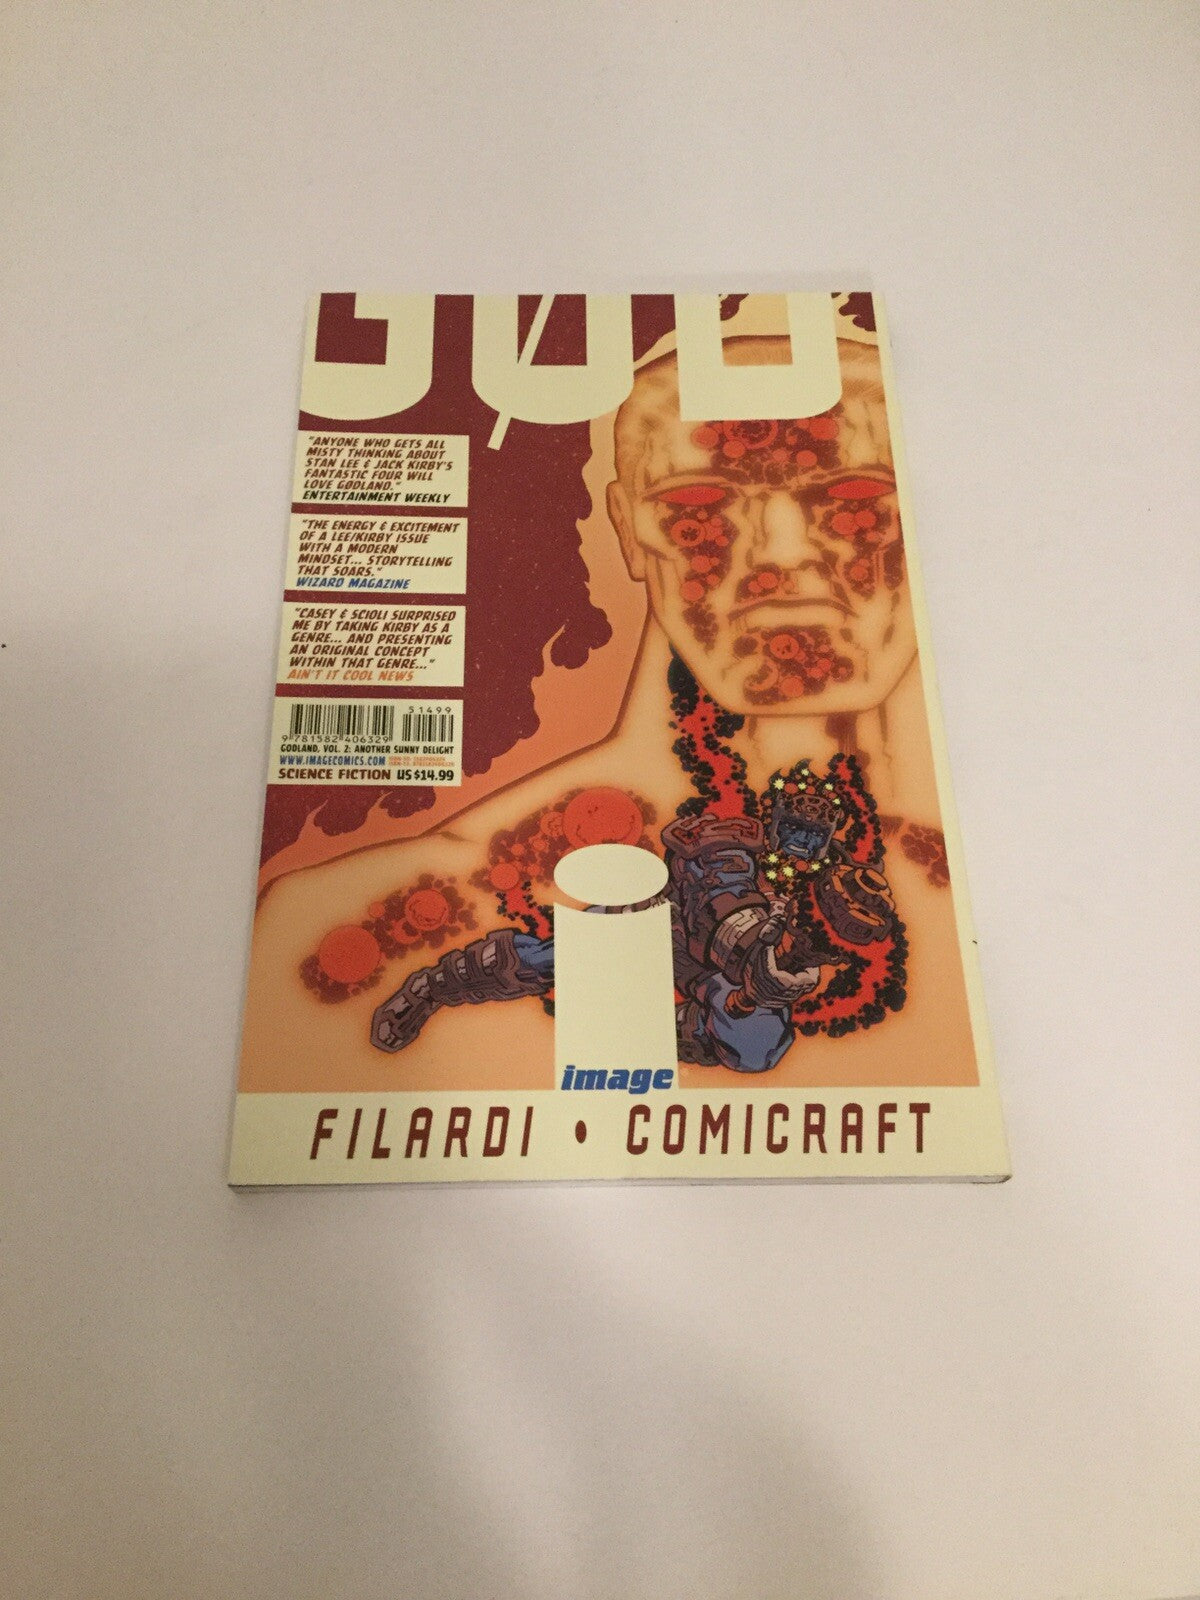 GØD
"ANYONE WHO GETS ALL
MISTY THINKING ABOUT
STAN LEE & JACK KIRBY'S
FANTASTIC FOUR WILL
LOVE GØDLAND."
ENTERTAINMENT WEEKLY
"THE ENERGY & EXCITEMENT
OF A LEE/KIRBY ISSUE
WITH A MODERN
MINDSET... STORYTELLING
THAT SOARS."
WIZARD MAGAZINE
"CASEY & SCIOLI SURPRISED
ME BY TAKING KIRBY AS A
GENRE... AND PRESENTING
AN ORIGINAL CONCEPT
WITHIN THAT GENRE..."
AIN'T IT COOL NEWS
51499
9 781582 406329
GODLAND, VOL. 2: ANOTHER SUNNY DELIGHT
WWW.IMAGECOMICS.COM
SCIENCE FICTION US $14.99
i
image
FILARDI • COMICRAFT